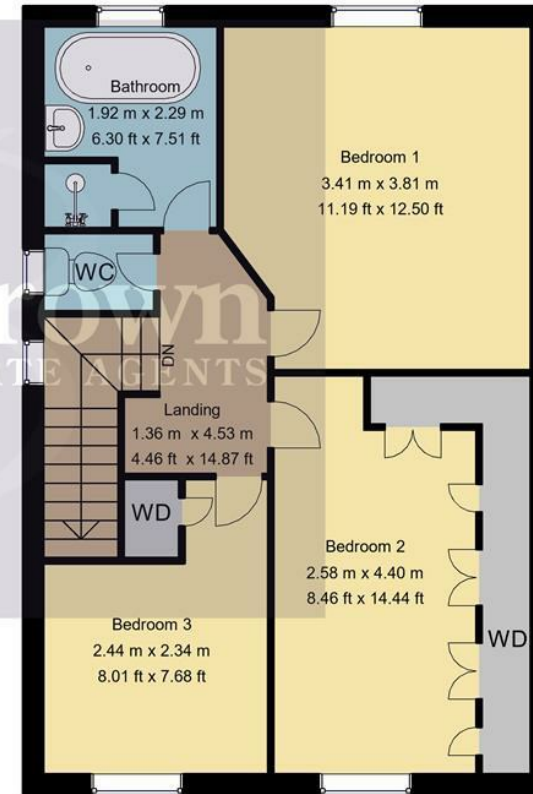 Bathroom
1.92 m x 2.29 m
6.30 ft x 7.51 ft
Bedroom 1
3.41 m x 3.81 m
11.19 ft x 12.50 ft
WC
rown
TE AGENTS
DN
Landing
1.36 m x 4.53 m
4.46 ft x 14.87 ft
WD
Bedroom 2
2.58 m x 4.40 m
8.46 ft x 14.44 ft
WD
Bedroom 3
2.44 m x 2.34 m
8.01 ft x 7.68 ft